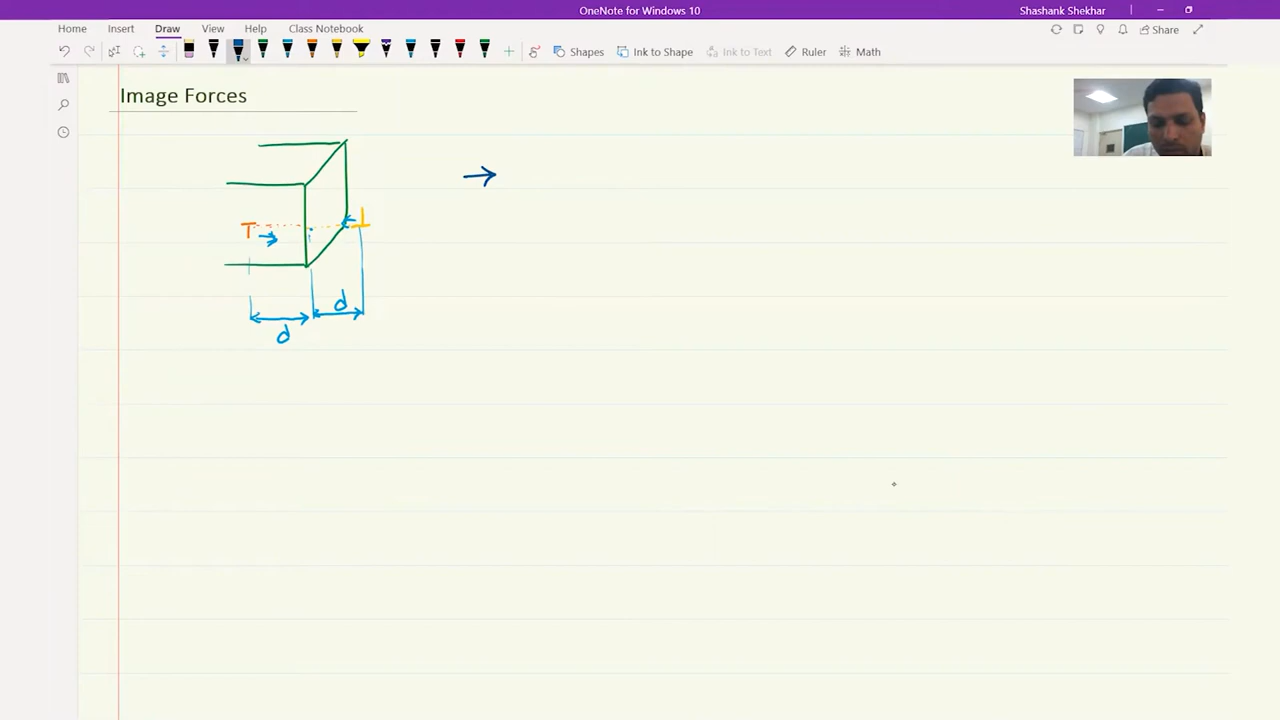 OneNote for Windows 10
Shashank Shekhar
Home Insert Draw View Help Class Notebook
Share
Shapes Ink to Shape Ink to Text Ruler Math
Image Forces
d
d